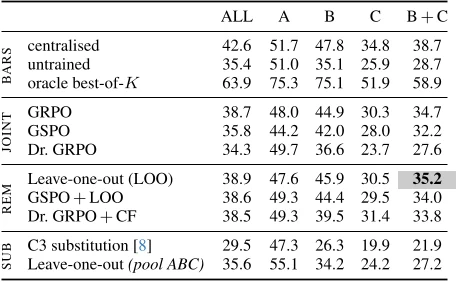 ALL A B C B + C
BARS
centralised 42.6 51.7 47.8 34.8 38.7
untrained 35.4 51.0 35.1 25.9 28.7
oracle best-of-K 63.9 75.3 75.1 51.9 58.9
JOINT
GRPO 38.7 48.0 44.9 30.3 34.7
GSPO 35.8 44.2 42.0 28.0 32.2
Dr. GRPO 34.3 49.7 36.6 23.7 27.6
REM
Leave-one-out (LOO) 38.9 47.6 45.9 30.5 35.2
GSPO + LOO 38.6 49.3 44.4 29.5 34.0
Dr. GRPO + CF 38.5 49.3 39.5 31.4 33.8
SUB
C3 substitution [8] 29.5 47.3 26.3 19.9 21.9
Leave-one-out (pool ABC) 35.6 55.1 34.2 24.2 27.2